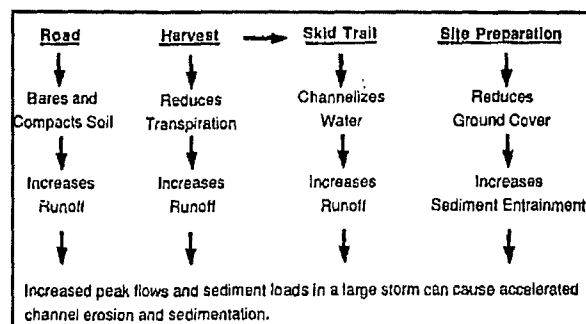 Road Harvest Skid Trail Site Preparation
Bares and Reduces Channelizes Reduces
Compacts Soil Transpiration Water Ground Cover
Increases Increases Increases Increases
Runoff Runoff Runoff Sediment Entrainment
Increased peak flows and sediment loads in a large storm can cause accelerated
channel erosion and sedimentation.